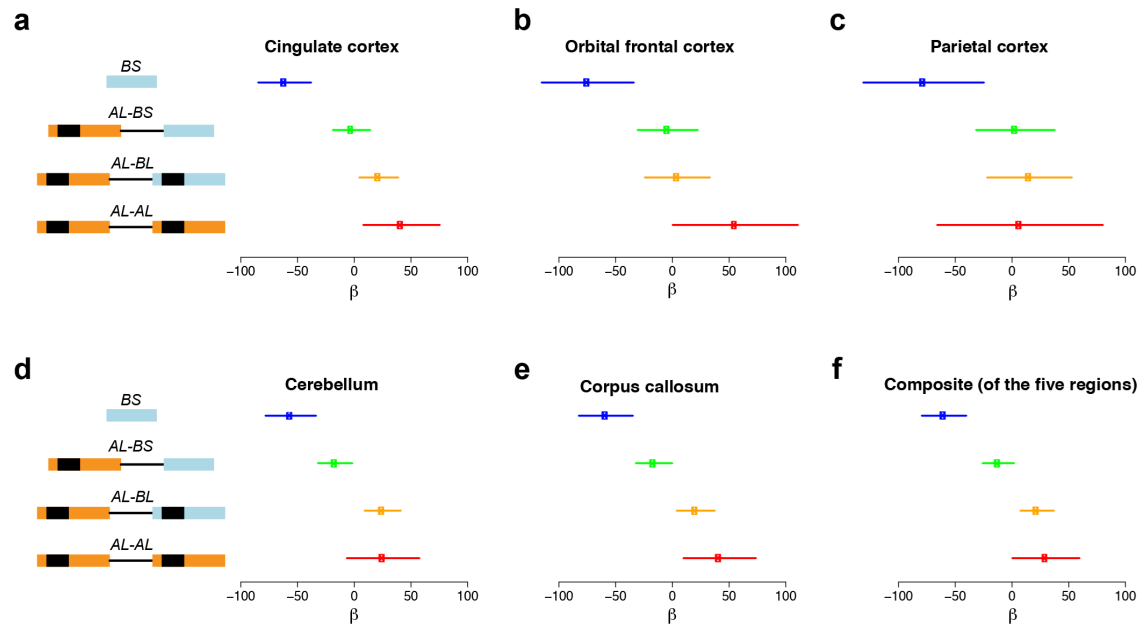 a
b
c
Cingulate cortex
Orbital frontal cortex
Parietal cortex
BS
AL-BS
AL-BL
AL-AL
−100 −50 0 50 100
−100 −50 0 50 100
−100 −50 0 50 100
β
β
β
d
e
f
Cerebellum
Corpus callosum
Composite (of the five regions)
BS
AL-BS
AL-BL
AL-AL
−100 −50 0 50 100
−100 −50 0 50 100
−100 −50 0 50 100
β
β
β